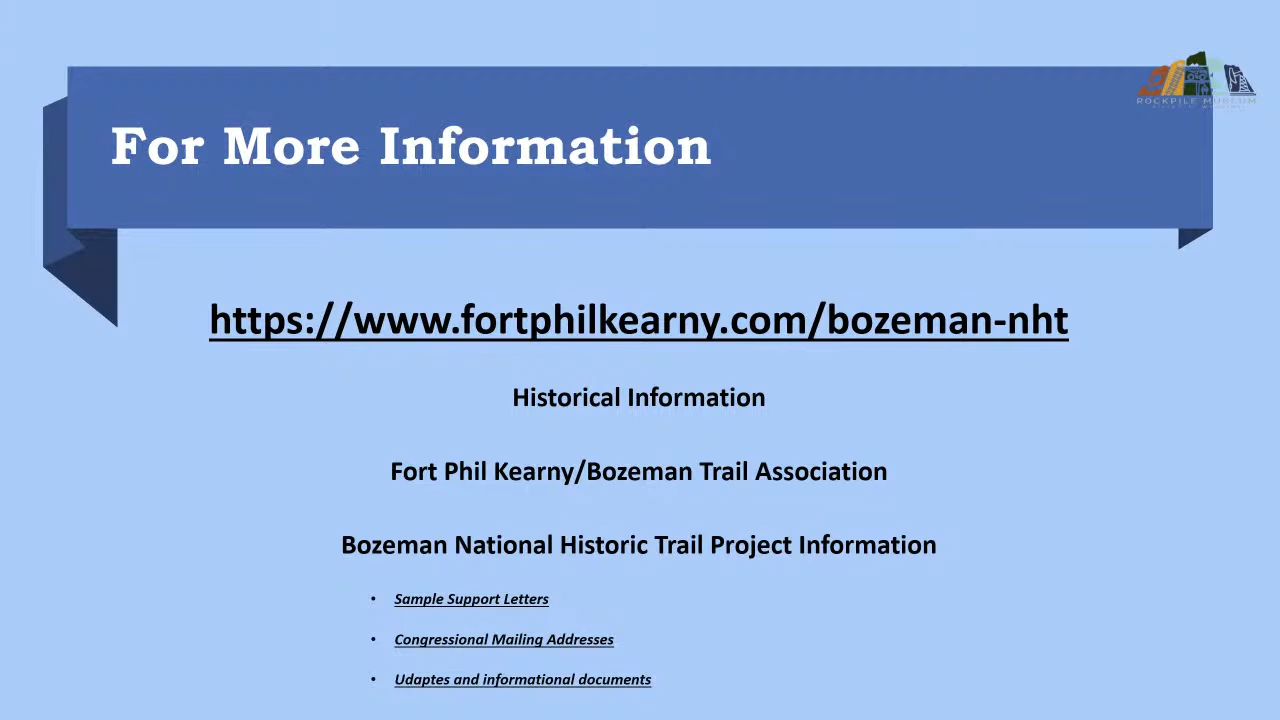 For More Information
ROCKPILE MUSEUM
https://www.fortphilkearny.com/bozeman-nht
Historical Information
Fort Phil Kearny/Bozeman Trail Association
Bozeman National Historic Trail Project Information
• Sample Support Letters
• Congressional Mailing Addresses
• Udaptes and informational documents